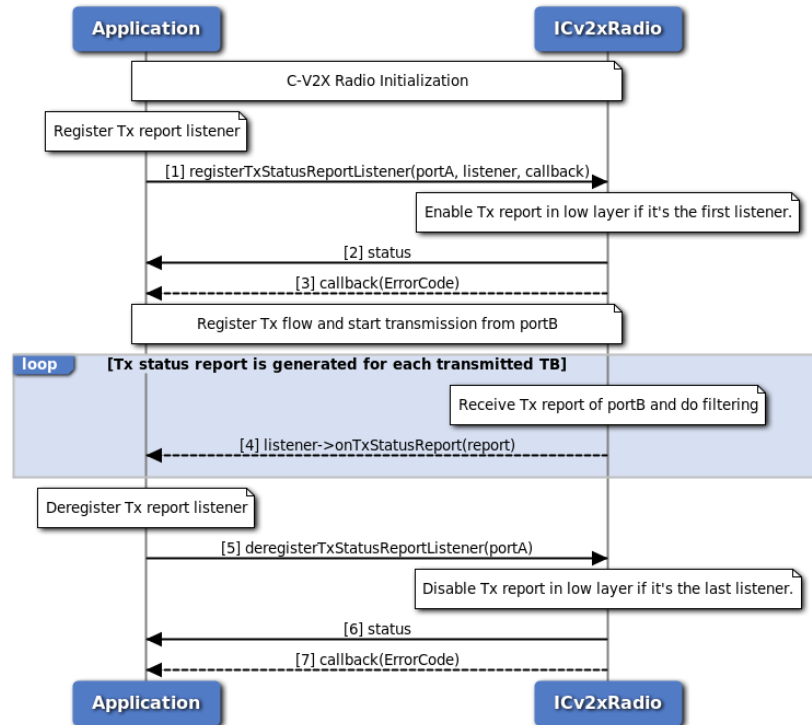 Application
ICv2xRadio
C-V2X Radio Initialization
Register Tx report listener
[1] registerTxStatusReportListener(portA, listener, callback)
Enable Tx report in low layer if it's the first listener.
[2] status
[3] callback(ErrorCode)
Register Tx flow and start transmission from portB
loop
[Tx status report is generated for each transmitted TB]
Receive Tx report of portB and do filtering
[4] listener->onTxStatusReport(report)
Deregister Tx report listener
[5] deregisterTxStatusReportListener(portA)
Disable Tx report in low layer if it's the last listener.
[6] status
[7] callback(ErrorCode)
Application
ICv2xRadio